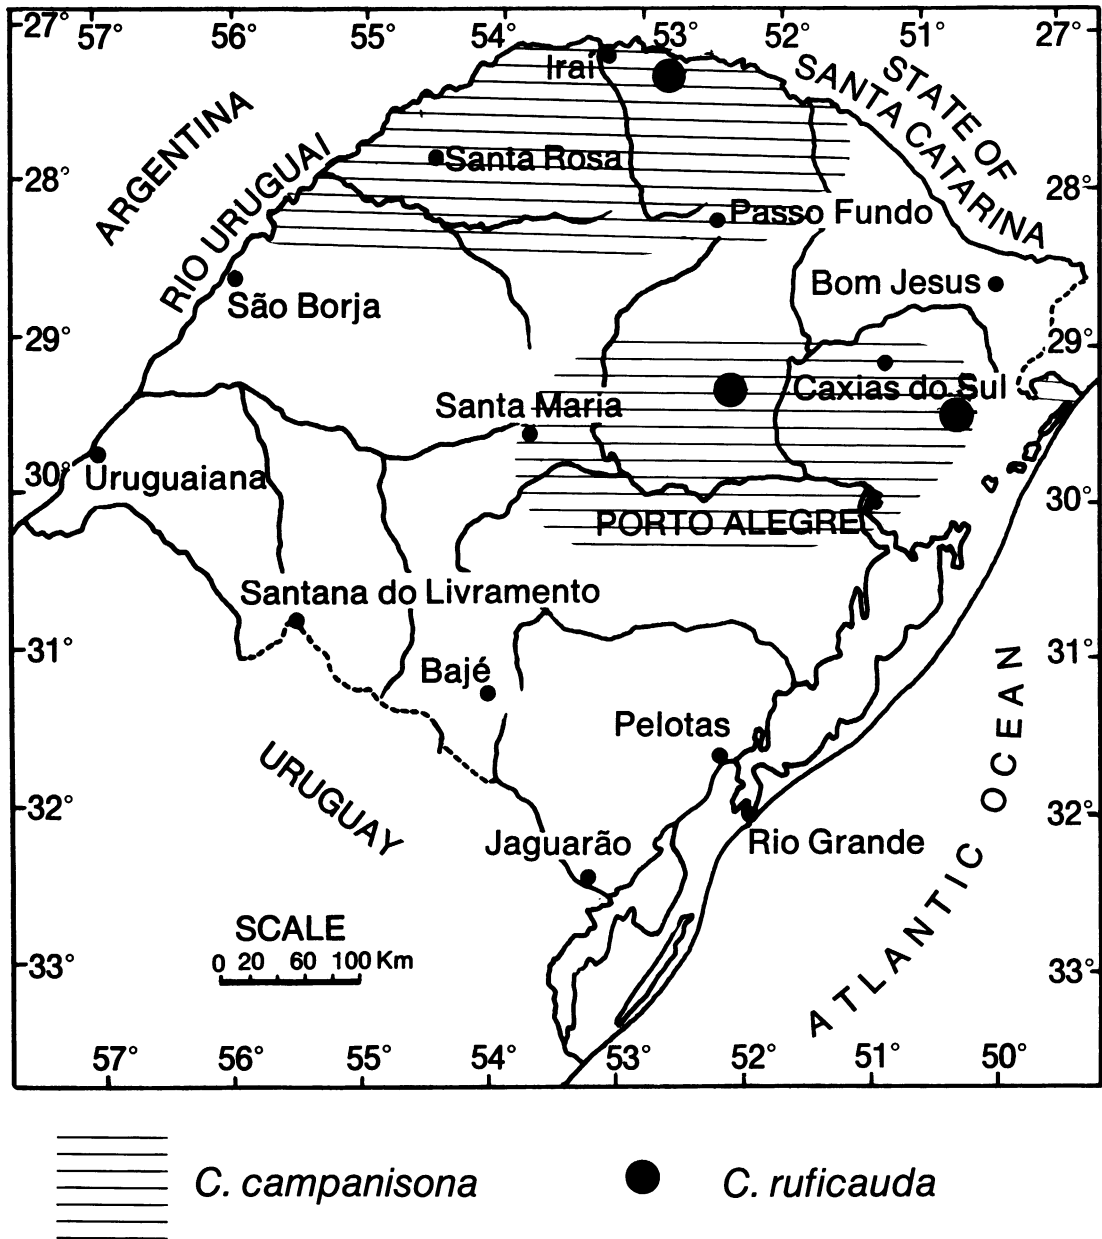 27° 57° 56° 55° 54° 53° 52° 51° 27°
Iraí
STATE OF
SANTA CATARINA
ARGENTINA
RIO URUGUAI
Santa Rosa
28° 28°
Passo Fundo
Bom Jesus
São Borja
29° 29°
Caxias do Sul
Santa Maria
30° Uruguaiana 30°
PORTO ALEGRE
Santana do Livramento
31° 31°
Bajé
Pelotas
URUGUAY
ATLANTIC OCEAN
32° 32°
Jaguarão Rio Grande
SCALE
0 20 60 100 Km
33° 33°
57° 56° 55° 54° 53° 52° 51° 50°
C. campanisona C. ruficauda